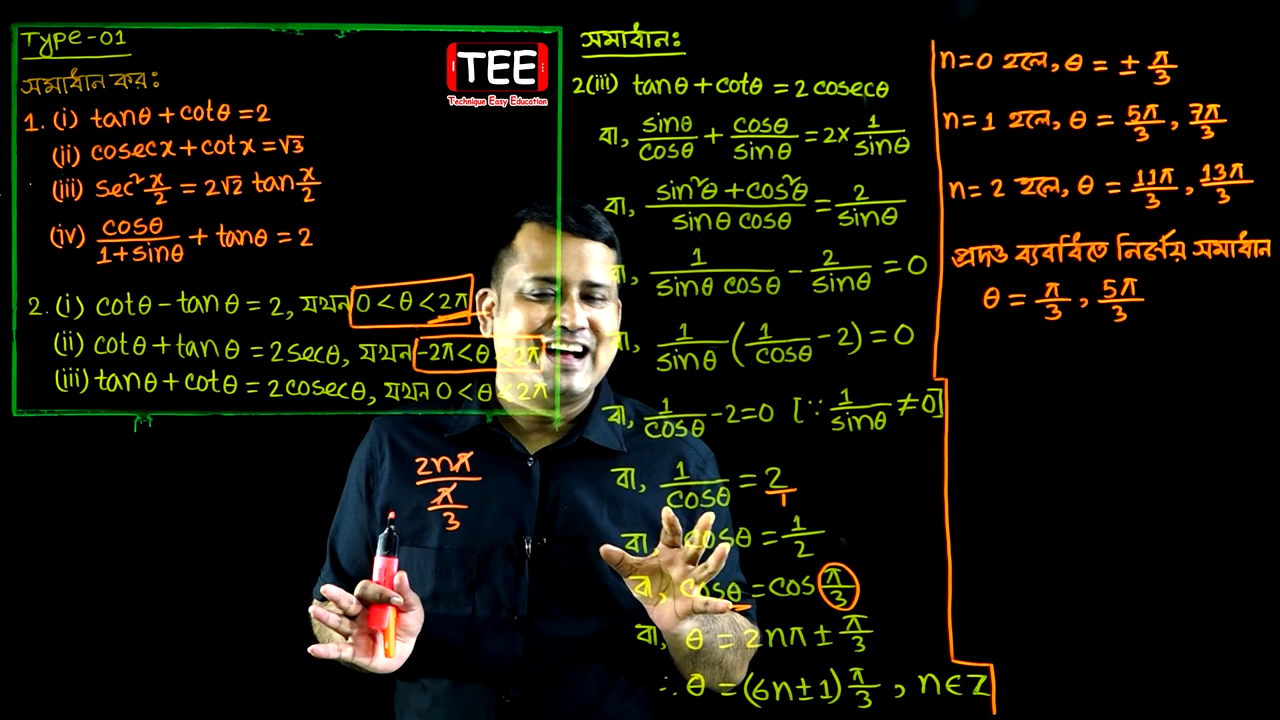 Type-01
সমাধান কর:
1. (i) tanθ + cotθ = 2
(ii) cosecx + cotx = √3
(iii) sec² x/2 = 2√2 tan x/2
(iv) cosθ/(1+sinθ) + tanθ = 2
2. (i) cotθ - tanθ = 2, যখন 0 < θ < 2π
(ii) cotθ + tanθ = 2secθ, যখন -2π < θ < 2π
(iii) tanθ + cotθ = 2cosecθ, যখন 0 < θ < 2π
TEE
Technique Easy Education
2nπ/(π/3)
সমাধান:
2(iii) tanθ + cotθ = 2 cosecθ
বা, sinθ/cosθ + cosθ/sinθ = 2× 1/sinθ
বা, (sin²θ + cos²θ)/(sinθ cosθ) = 2/sinθ
বা, 1/(sinθ cosθ) - 2/sinθ = 0
বা, 1/sinθ (1/cosθ - 2) = 0
বা, 1/cosθ - 2 = 0 [∵ 1/sinθ ≠ 0]
বা, 1/cosθ = 2/1
বা, cosθ = 1/2
বা, cosθ = cos π/3
বা, θ = 2nπ ± π/3
∴ θ = (6n±1) π/3 , n∈Z
n=0 হলে, θ = ± π/3
n=1 হলে, θ = 5π/3 , 7π/3
n=2 হলে, θ = 11π/3 , 13π/3
প্রদত্ত ব্যবধিতে নির্ণেয় সমাধান
θ = π/3 , 5π/3